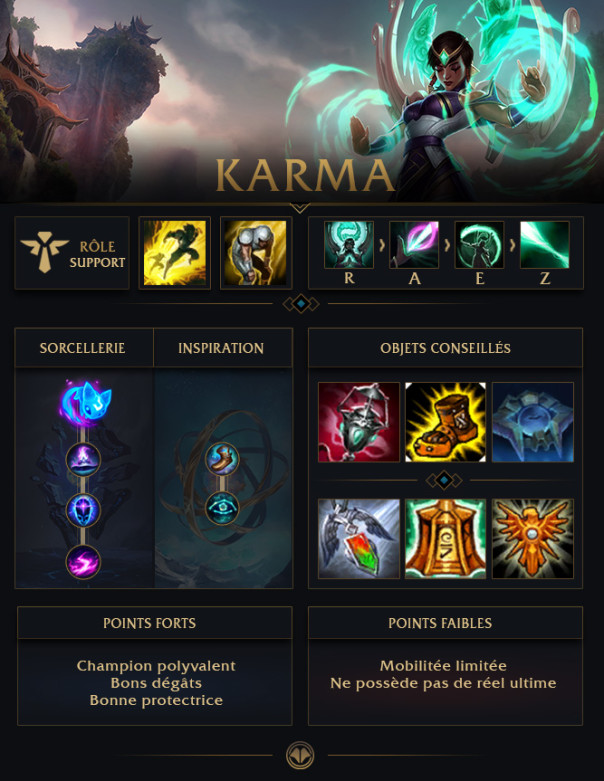 KARMA
RÔLE
SUPPORT
R A E Z
SORCELLERIE
INSPIRATION
OBJETS CONSEILLÉS
POINTS FORTS
Champion polyvalent
Bons dégâts
Bonne protectrice
POINTS FAIBLES
Mobilitée limitée
Ne possède pas de réel ultime